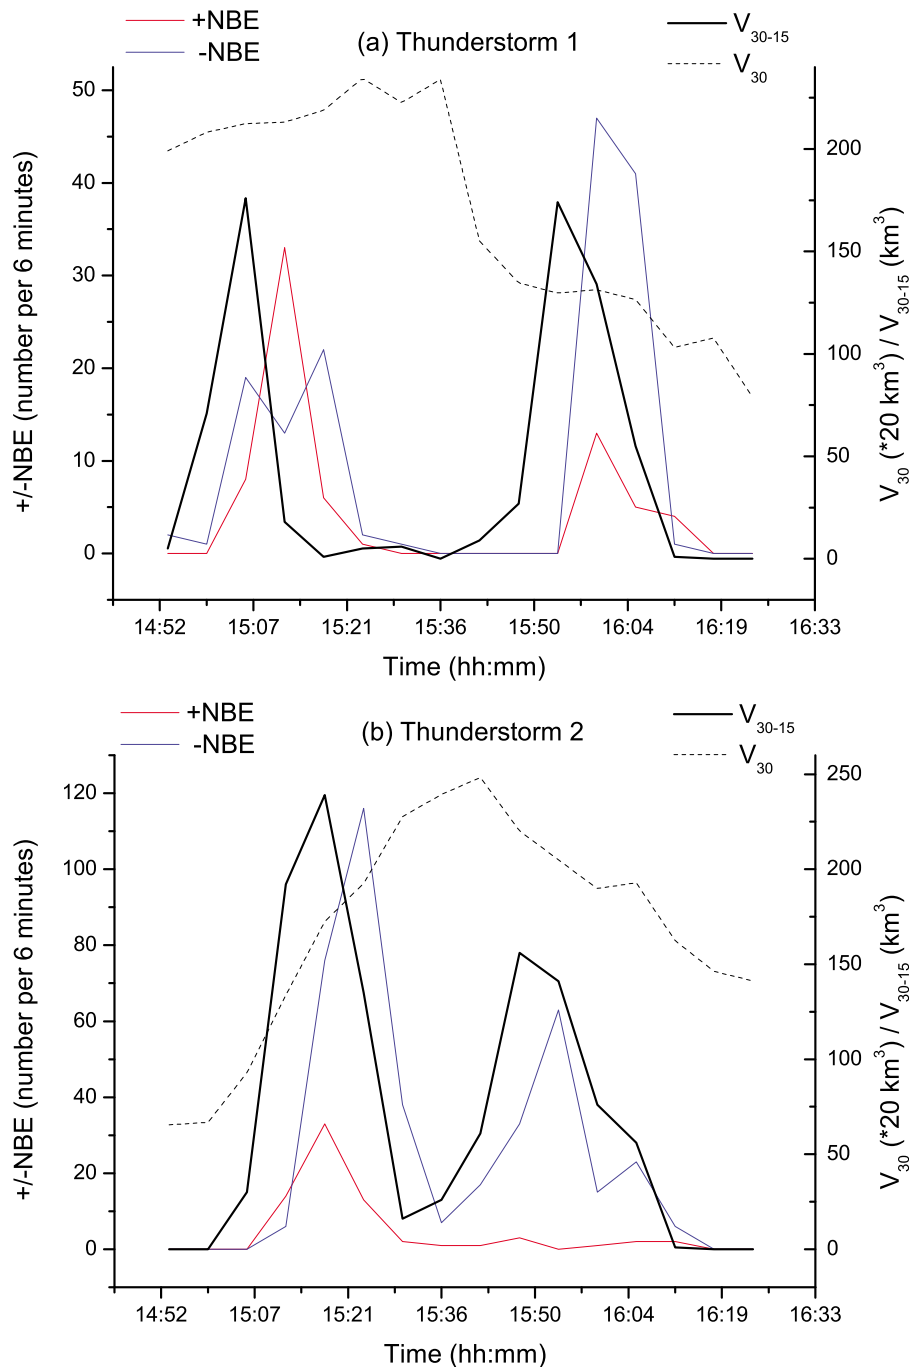 +NBE
-NBE
(a) Thunderstorm 1
V30-15
V30
50
40
30
20
10
0
+/-NBE (number per 6 minutes)
200
150
100
50
0
V30 (*20 km3) / V30-15 (km3)
14:52 15:07 15:21 15:36 15:50 16:04 16:19 16:33
Time (hh:mm)
+NBE
-NBE
(b) Thunderstorm 2
V30-15
V30
120
100
80
60
40
20
0
+/-NBE (number per 6 minutes)
250
200
150
100
50
0
V30 (*20 km3) / V30-15 (km3)
14:52 15:07 15:21 15:36 15:50 16:04 16:19 16:33
Time (hh:mm)